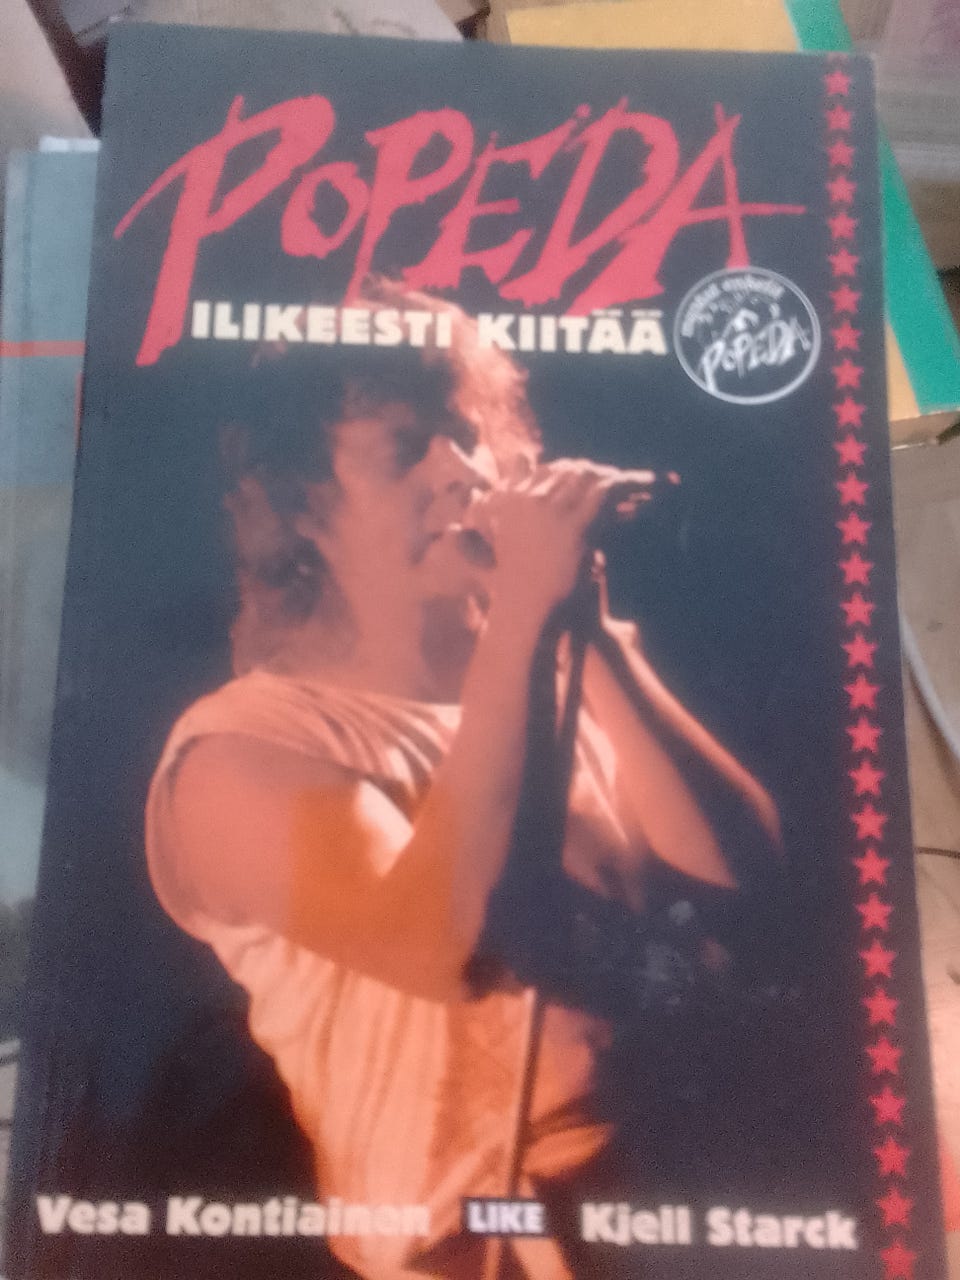 POPEDA
ILIKEESTI KIITÄÄ
POPEDA
Vesa Kontiainen LIKE Kjell Starck